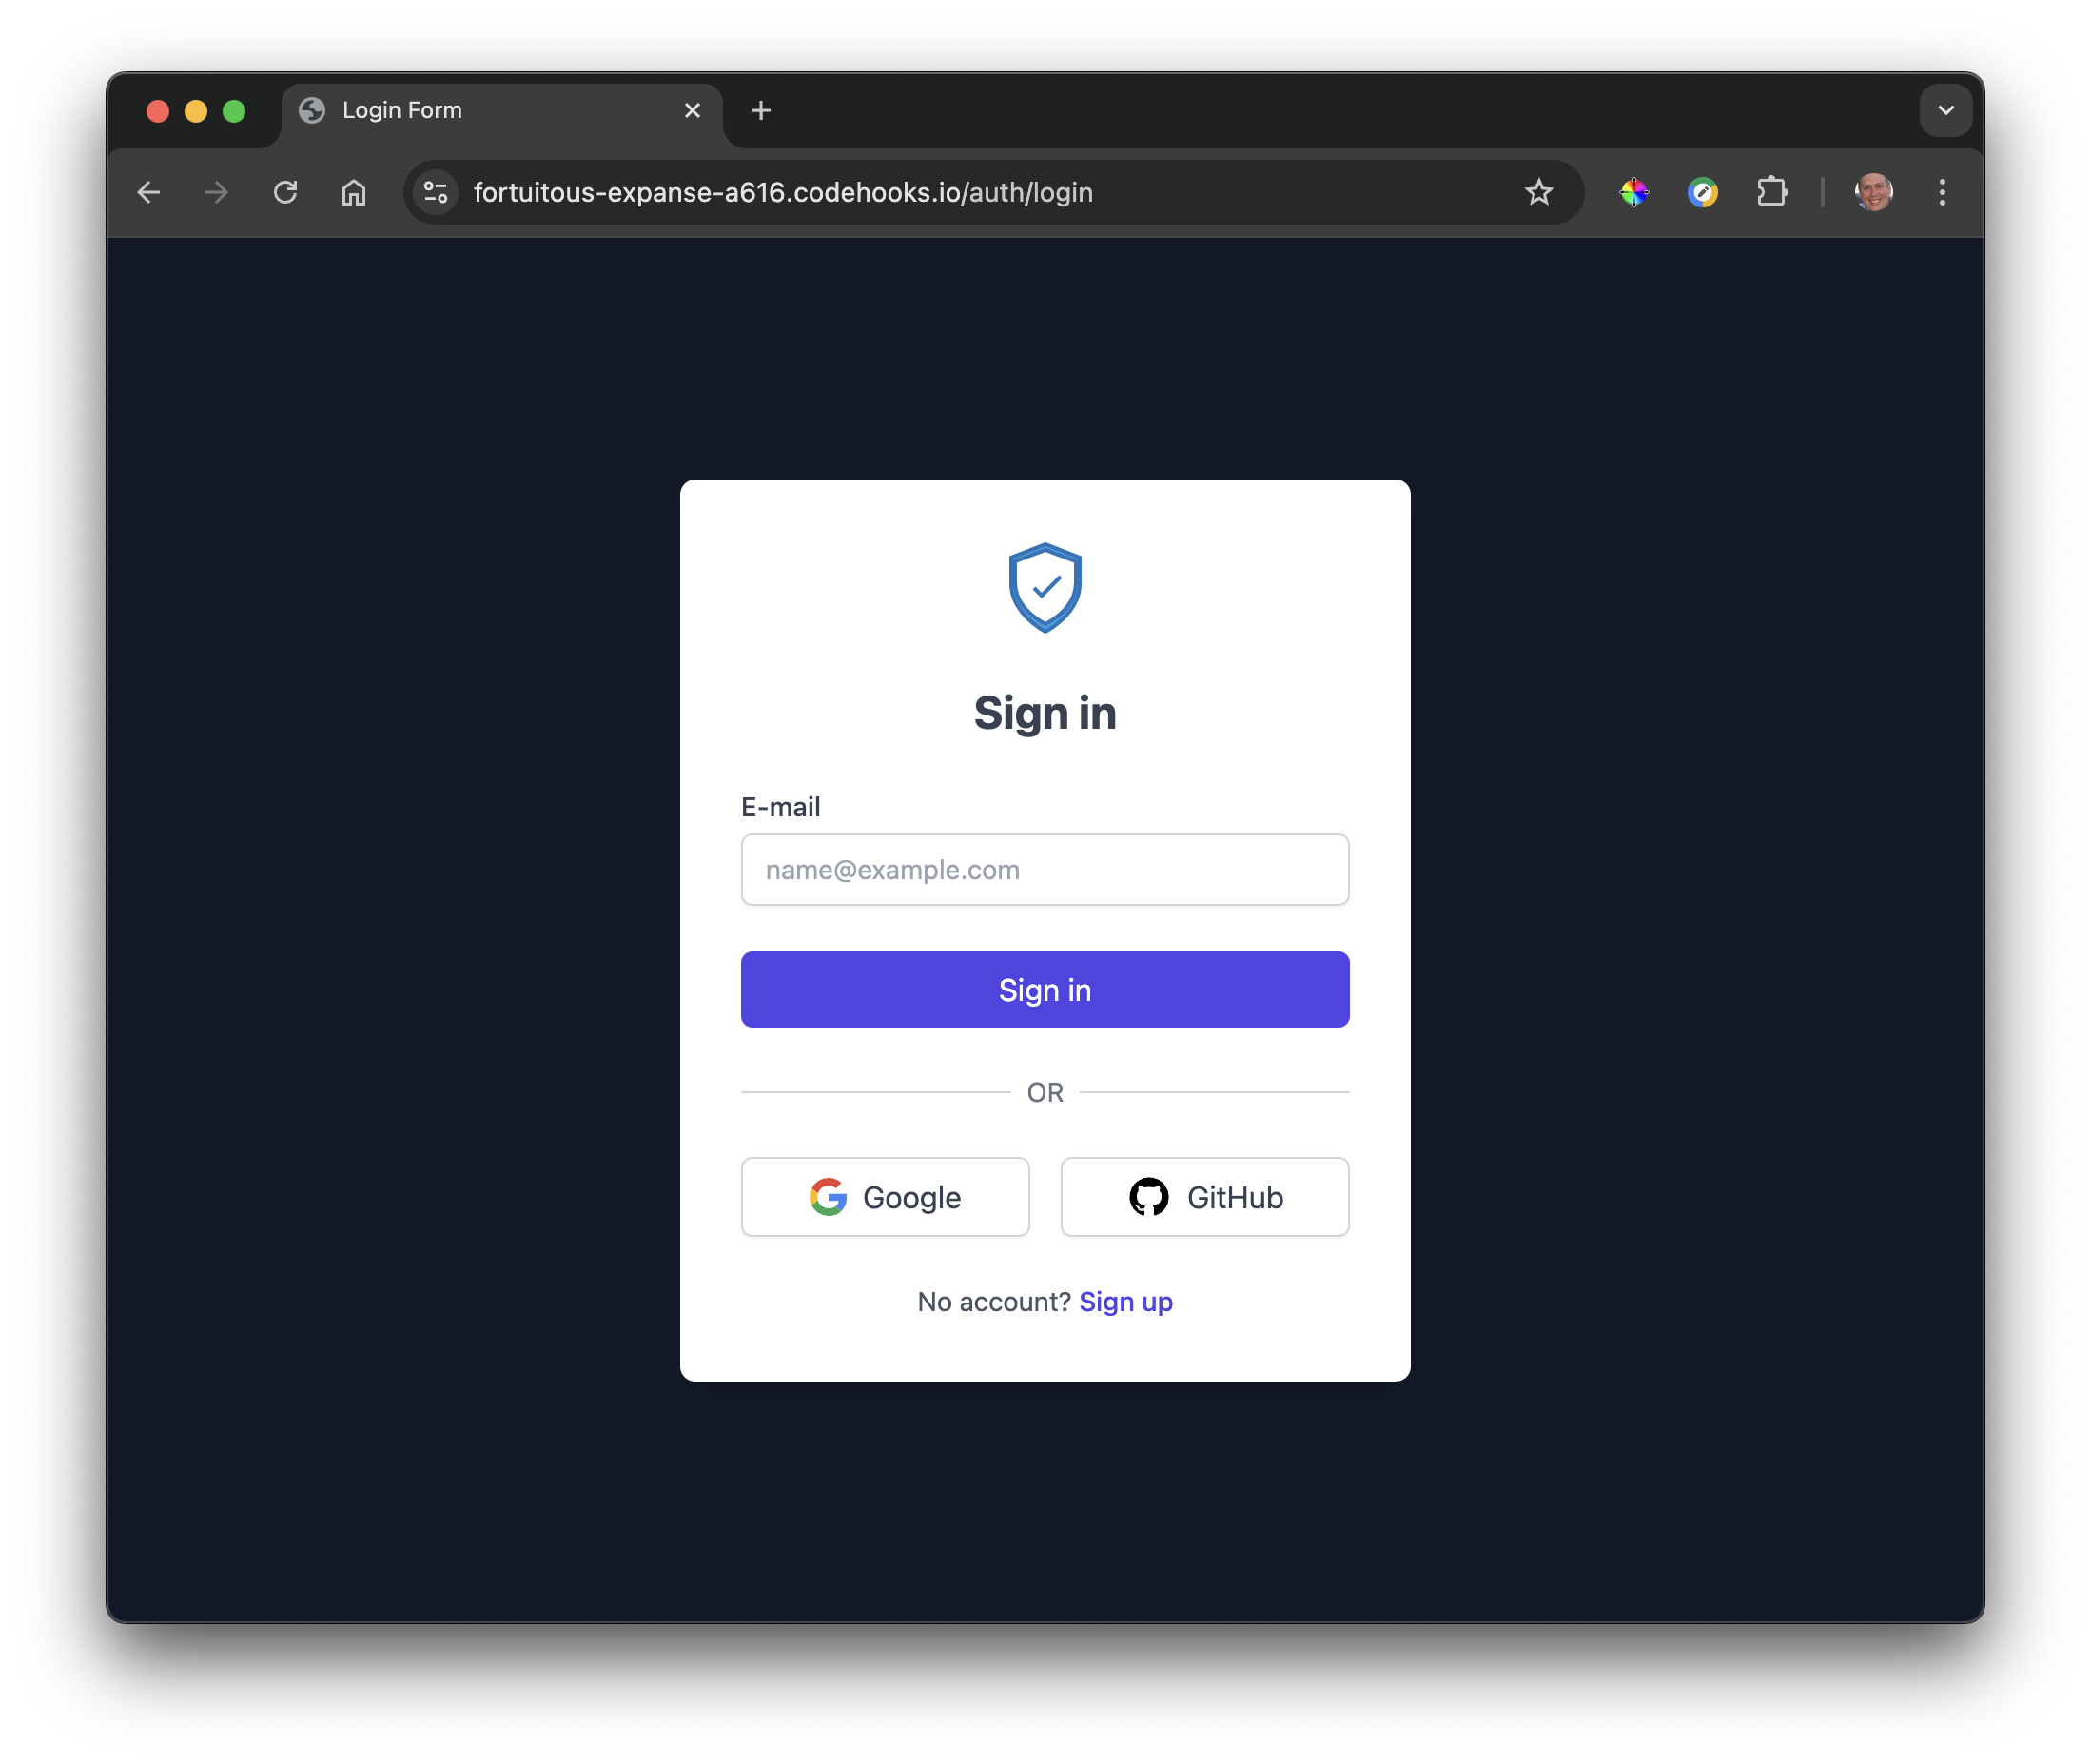 Login Form
fortuitous-expanse-a616.codehooks.io/auth/login
Sign in
E-mail
name@example.com
Sign in
OR
Google GitHub
No account? Sign up